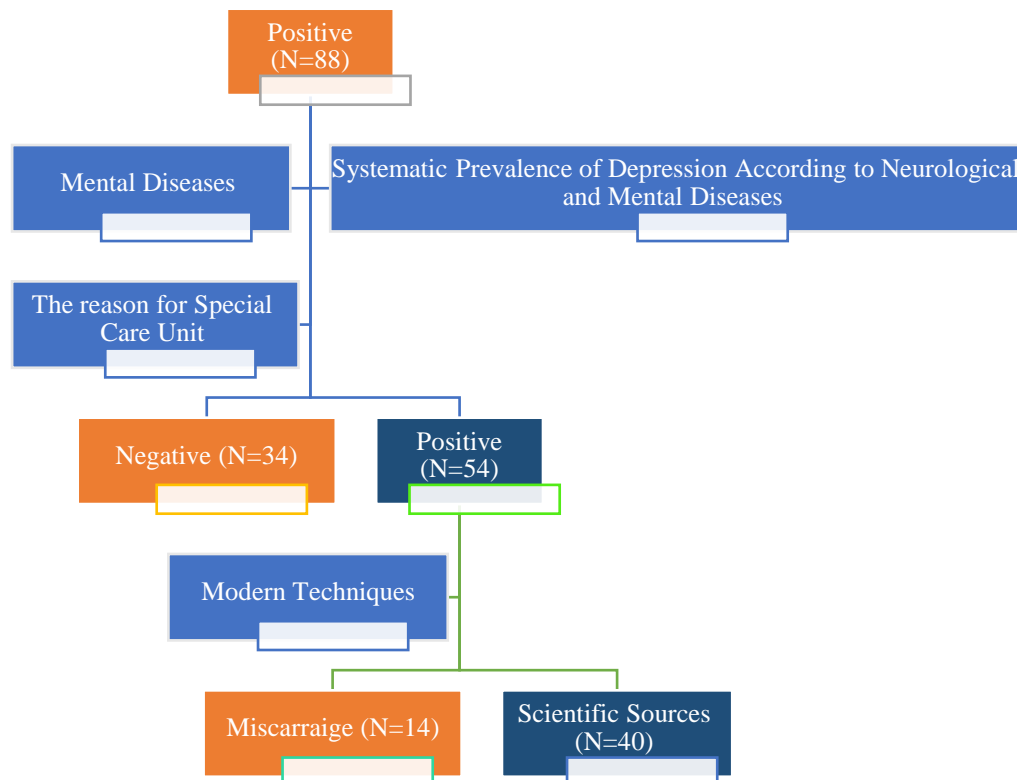 Positive
(N=88)
Mental Diseases
Systematic Prevalence of Depression According to Neurological
and Mental Diseases
The reason for Special
Care Unit
Negative (N=34)
Positive
(N=54)
Modern Techniques
Miscarraige (N=14)
Scientific Sources
(N=40)